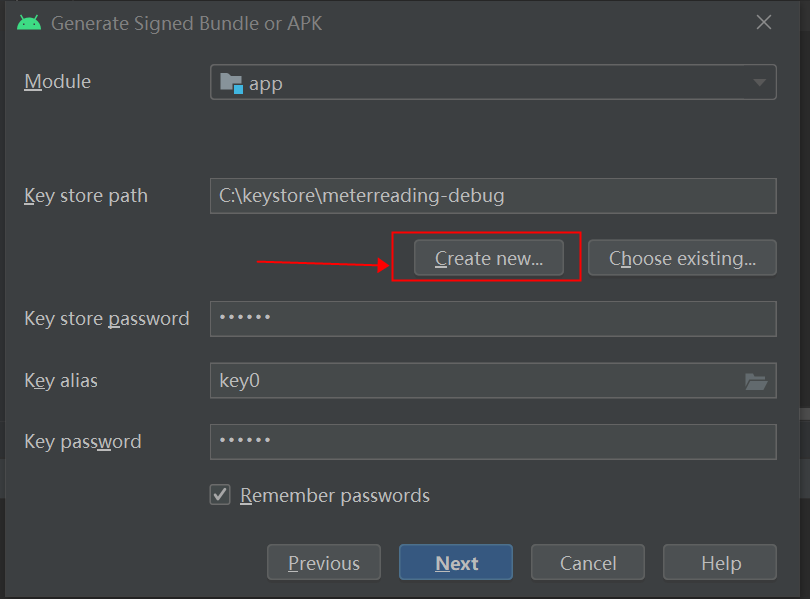 Generate Signed Bundle or APK
Module
app
Key store path
C:\keystore\meterreading-debug
Create new...
Choose existing...
Key store password
••••••
Key alias
key0
Key password
••••••
Remember passwords
Previous
Next
Cancel
Help